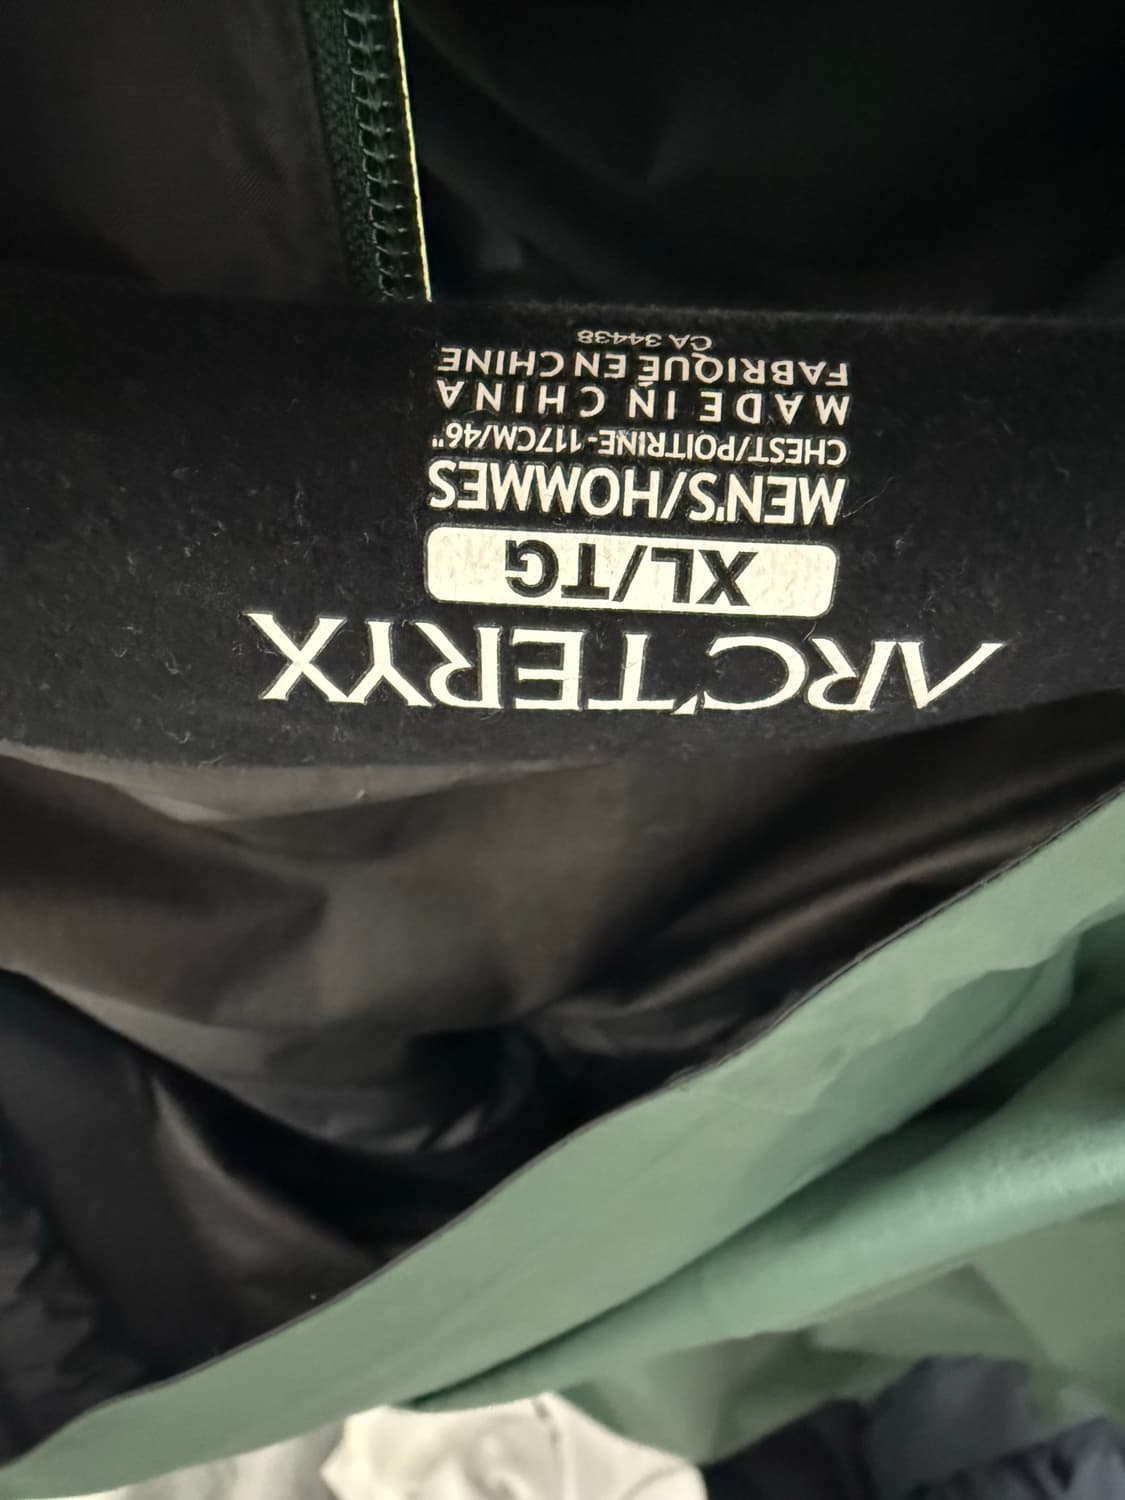 ARC'TERYX
XL/TG
MEN'S/HOMMES
CHEST/POITRINE-117CM/46"
MADE IN CHINA
FABRIQUÉ EN CHINE
CA 34438